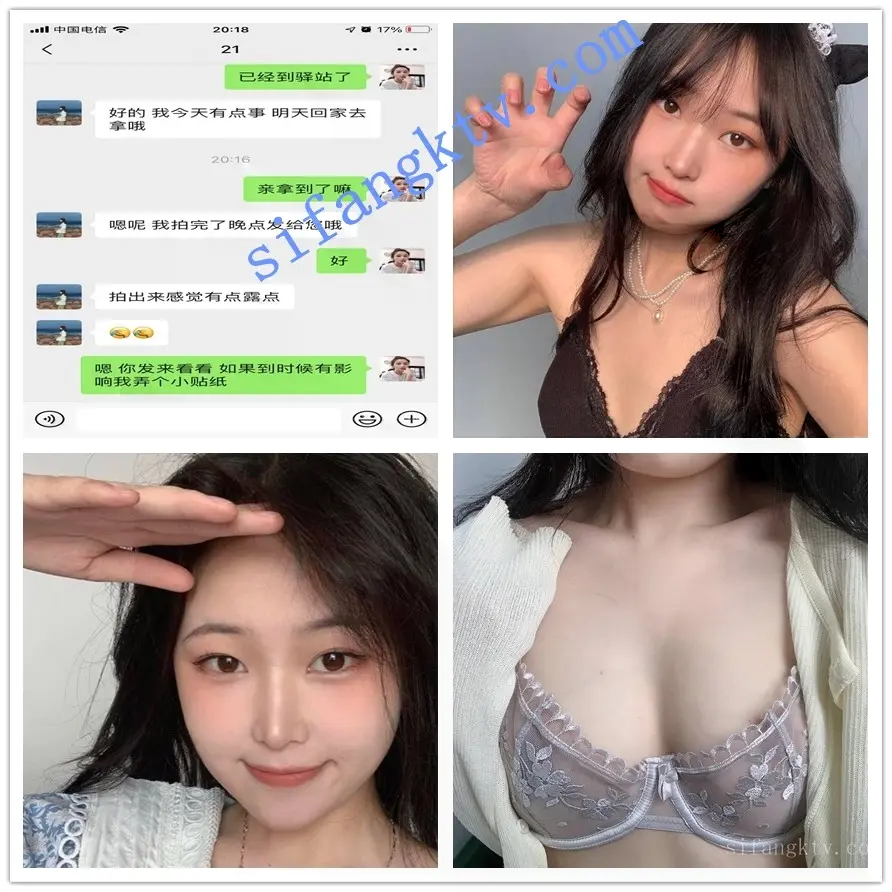 中国电信
20:18
17%
21
已经到驿站了
好的 我今天有点事 明天回家去
拿哦
20:16
亲拿到了嘛
嗯呢 我拍完了晚点发给您哦
好
拍出来感觉有点露点
嗯 你发来看看 如果到时候有影
响我弄个小贴纸
sifangktv.com
sifangktv.co